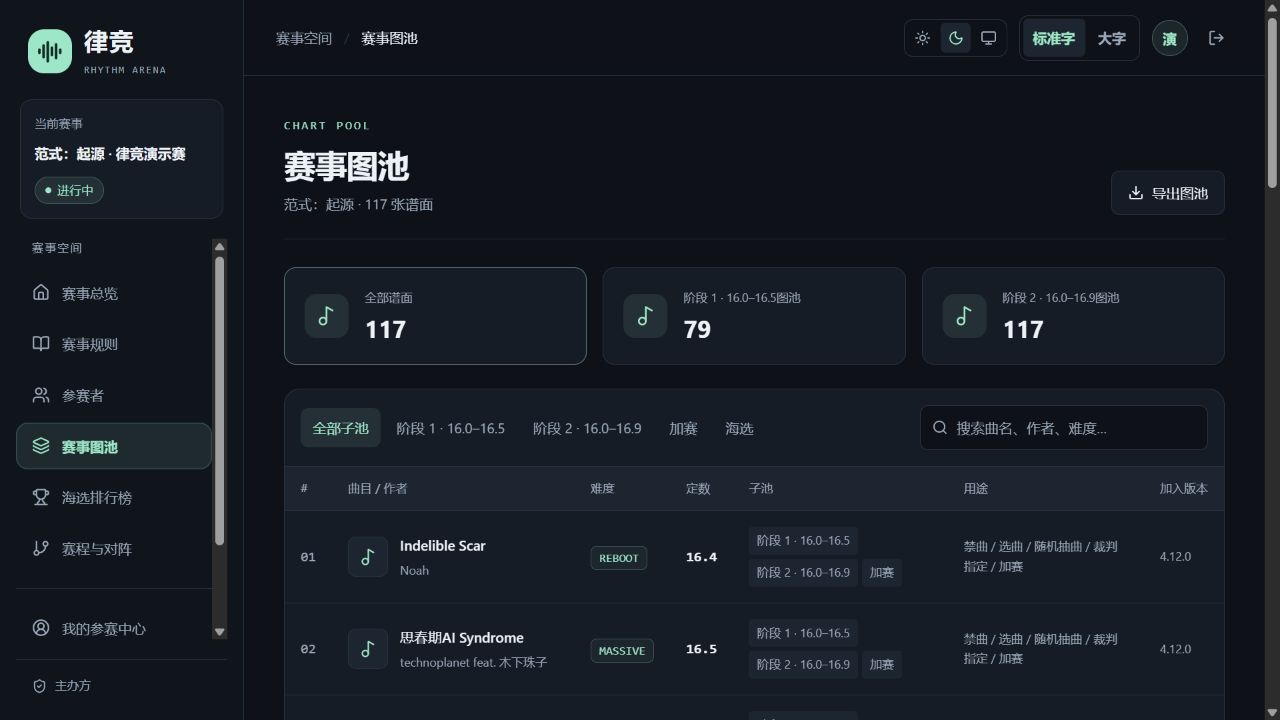 律竞
RHYTHM ARENA
当前赛事
范式：起源 · 律竞演示赛
进行中
赛事空间
赛事总览
赛事规则
参赛者
赛事图池
海选排行榜
赛程与对阵
我的参赛中心
主办方
赛事空间 / 赛事图池
标准字 大字 演
CHART POOL
赛事图池
范式：起源 · 117 张谱面
导出图池
全部谱面
117
阶段 1 · 16.0–16.5图池
79
阶段 2 · 16.0–16.9图池
117
全部子池 阶段 1 · 16.0–16.5 阶段 2 · 16.0–16.9 加赛 海选
搜索曲名、作者、难度...
# 曲目 / 作者 难度 定数 子池 用途 加入版本
01
Indelible Scar
Noah
REBOOT
16.4
阶段 1 · 16.0–16.5
阶段 2 · 16.0–16.9 加赛
禁曲 / 选曲 / 随机抽曲 / 裁判
指定 / 加赛
4.12.0
02
思春期AI Syndrome
technoplanet feat. 木下珠子
MASSIVE
16.5
阶段 1 · 16.0–16.5
阶段 2 · 16.0–16.9 加赛
禁曲 / 选曲 / 随机抽曲 / 裁判
指定 / 加赛
4.12.0